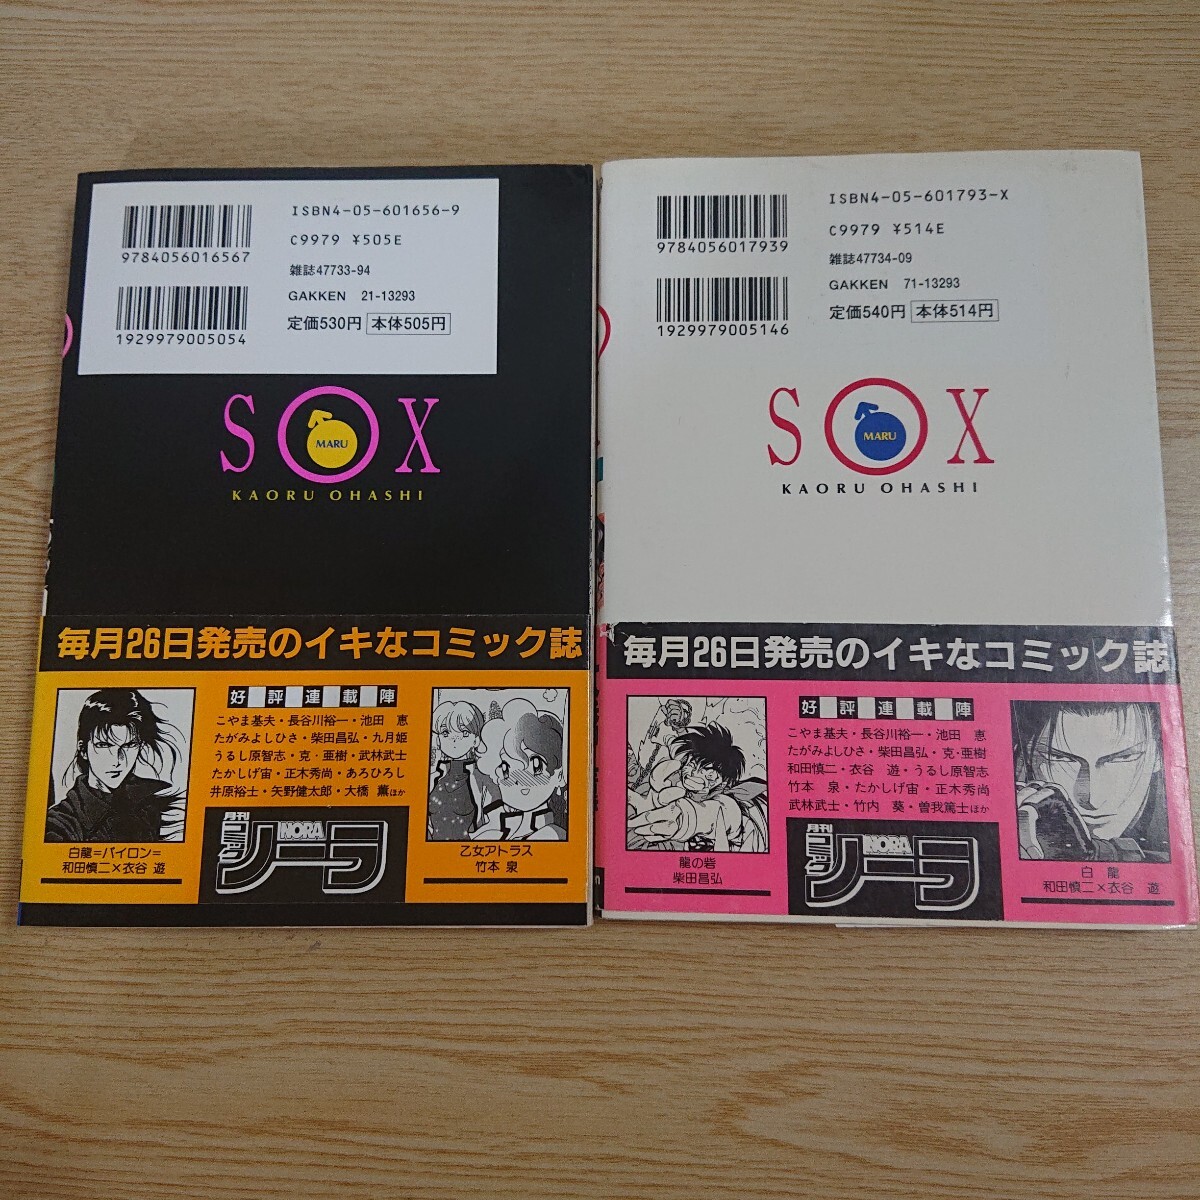 ISBN4-05-601656-9
C9979 ¥505E
9784056016567
雑誌47733-94
GAKKEN 21-13293
定価530円 本体505円
1929979005054
SOX
MARU
KAORU OHASHI
毎月26日発売のイキなコミック誌
好評連載陣
こやま基夫・長谷川裕一・池田 恵
たがみよしひさ・柴田昌弘・九月姫
うるし原智志・克・亜樹・武林武士
たかしげ宙・正木秀尚・あろひろし
井原裕士・矢野健太郎・大橋 薫ほか
白龍=パイロン=
和田慎二×衣谷 遊
月刊
コミック
NORA
ノーラ
乙女アトラス
竹本 泉
ISBN4-05-601793-X
C9979 ¥514E
9784056017939
雑誌47734-09
GAKKEN 71-13293
定価540円 本体514円
1929979005146
SOX
MARU
KAORU OHASHI
毎月26日発売のイキなコミック誌
好評連載陣
こやま基夫・長谷川裕一・池田 恵
たがみよしひさ・柴田昌弘・克・亜樹
和田慎二・衣谷 遊・うるし原智志
竹本 泉・たかしげ宙・正木秀尚
武林武士・竹内 葵・曽我篤士ほか
龍の砦
柴田昌弘
月刊
コミック
NORA
ノーラ
白 龍
和田慎二×衣谷 遊